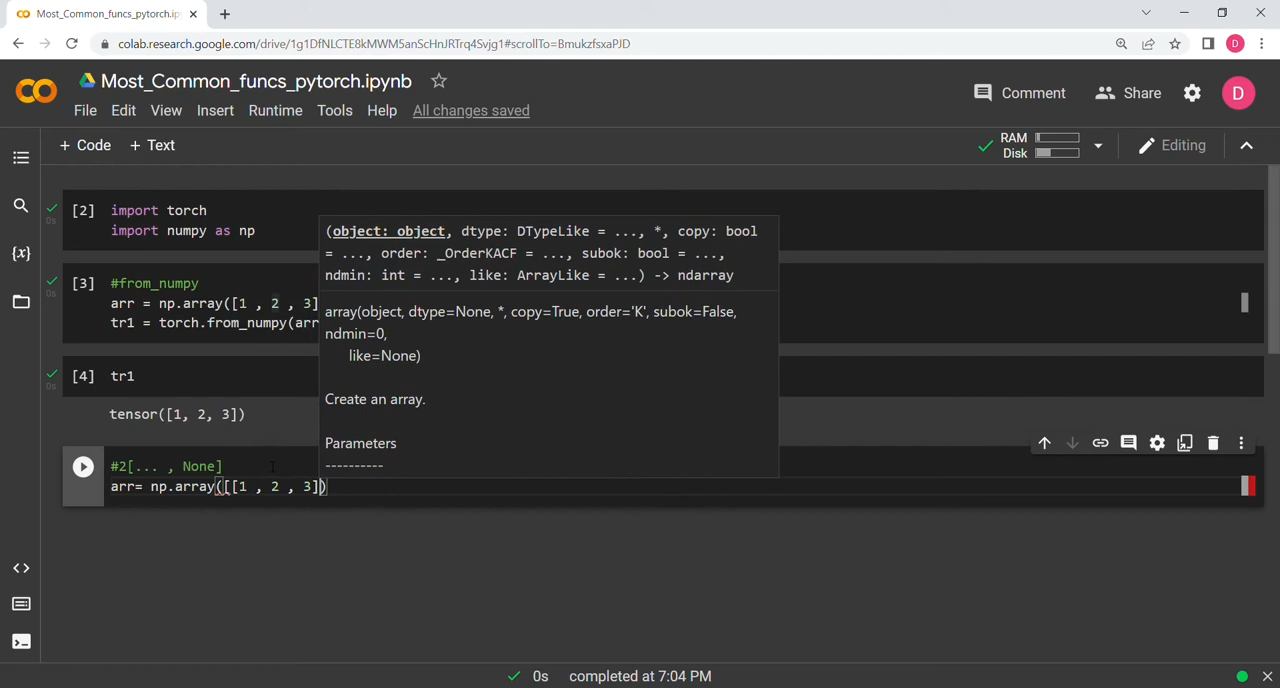 Most_Common_funcs_pytorch.ip
colab.research.google.com/drive/1g1DfNLCTE8kMWM5anScHnJRTrq4Svjg1#scrollTo=BmukzfsxaPJD
D
Most_Common_funcs_pytorch.ipynb
File Edit View Insert Runtime Tools Help All changes saved
Comment Share D
+ Code + Text
RAM
Disk
Editing
[2] import torch
import numpy as np
0s
(object: object, dtype: DTypeLike = ..., *, copy: bool
= ..., order: _OrderKACF = ..., subok: bool = ...,
ndmin: int = ..., like: ArrayLike = ...) -> ndarray
array(object, dtype=None, *, copy=True, order='K', subok=False,
ndmin=0,
like=None)
Create an array.
Parameters
----------
[3] #from_numpy
0s
arr = np.array([1 , 2 , 3]
tr1 = torch.from_numpy(arr
[4] tr1
0s
tensor([1, 2, 3])
#2[... , None]
arr= np.array([[1 , 2 , 3])
{x}
0s completed at 7:04 PM